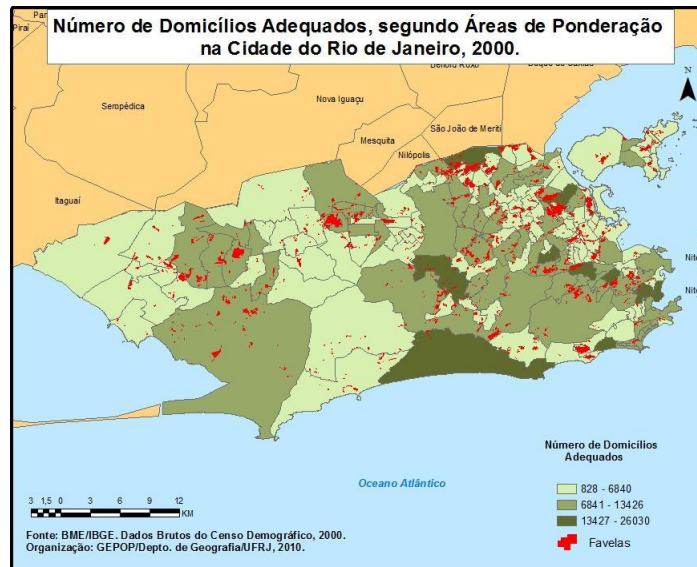 Número de Domicílios Adequados, segundo Áreas de Ponderação
na Cidade do Rio de Janeiro, 2000.
Piraí
Seropédica
Nova Iguaçu
Mesquita
São João de Meriti
Nilópolis
Itaguaí
Nite
Nite
N
Oceano Atlântico
Número de Domicílios
Adequados
828 - 6840
6841 - 13426
13427 - 26030
Favelas
3 1,5 0 3 6 9 12
KM
Fonte: BME/IBGE. Dados Brutos do Censo Demográfico, 2000.
Organização: GEPOP/Depto. de Geografia/UFRJ, 2010.